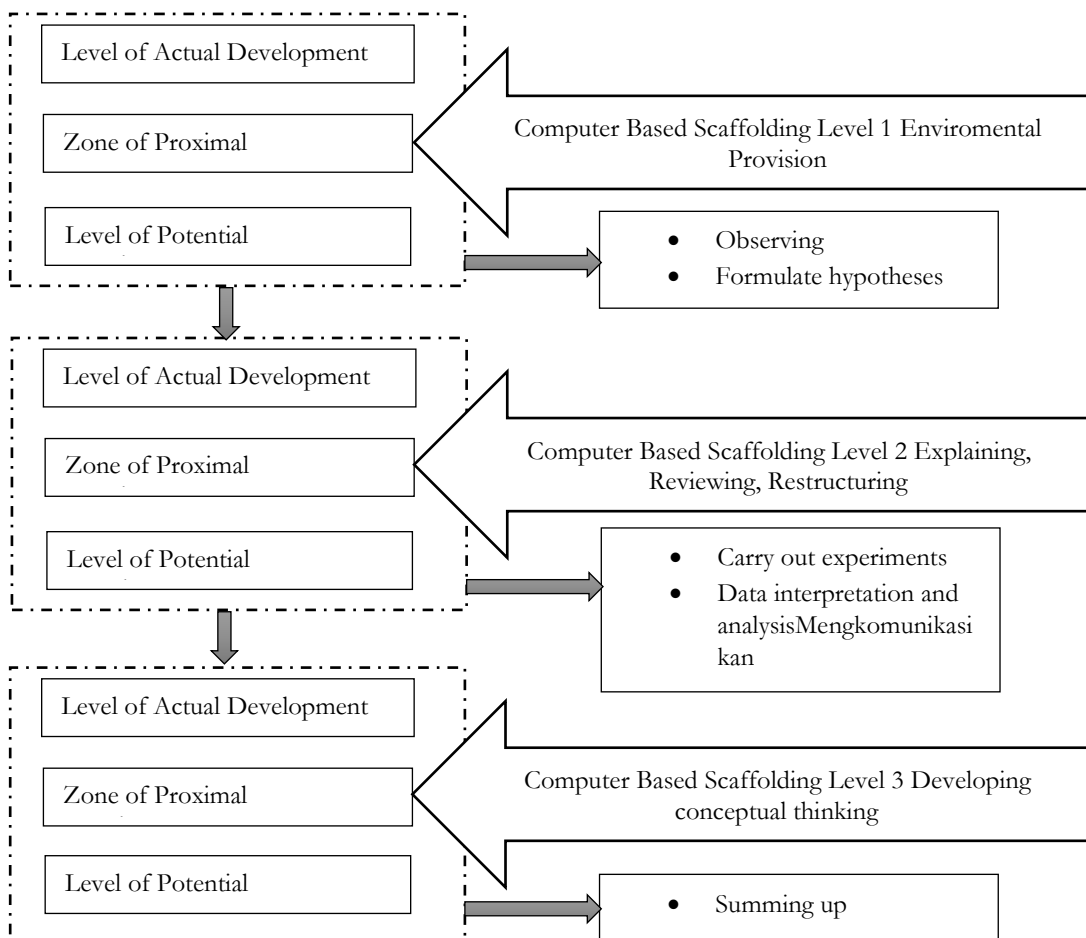 Level of Actual Development
Zone of Proximal
Level of Potential
Computer Based Scaffolding Level 1 Enviromental
Provision
• Observing
• Formulate hypotheses
Level of Actual Development
Zone of Proximal
Level of Potential
Computer Based Scaffolding Level 2 Explaining,
Reviewing, Restructuring
• Carry out experiments
• Data interpretation and
analysisMengkomunikasi
kan
Level of Actual Development
Zone of Proximal
Level of Potential
Computer Based Scaffolding Level 3 Developing
conceptual thinking
• Summing up